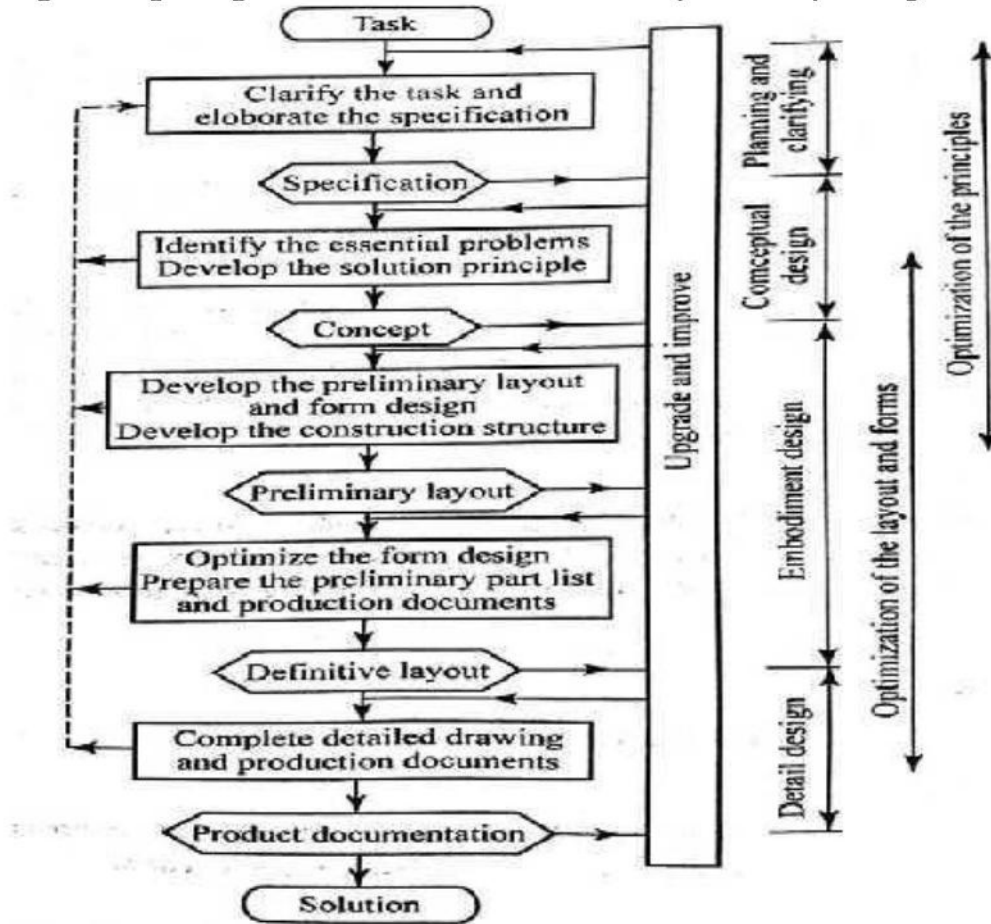 Task
Clarify the task and
eloborate the specification
Specification
Identify the essential problems
Develop the solution principle
Concept
Develop the preliminary layout
and form design
Develop the construction structure
Preliminary layout
Optimize the form design
Prepare the preliminary part list
and production documents
Definitive layout
Complete detailed drawing
and production documents
Product documentation
Solution
Upgrade and improve
Planning and
clarifying
Comceptual
design
Embodiment design
Detail design
Optimization of the layout and forms
Optimization of the principles